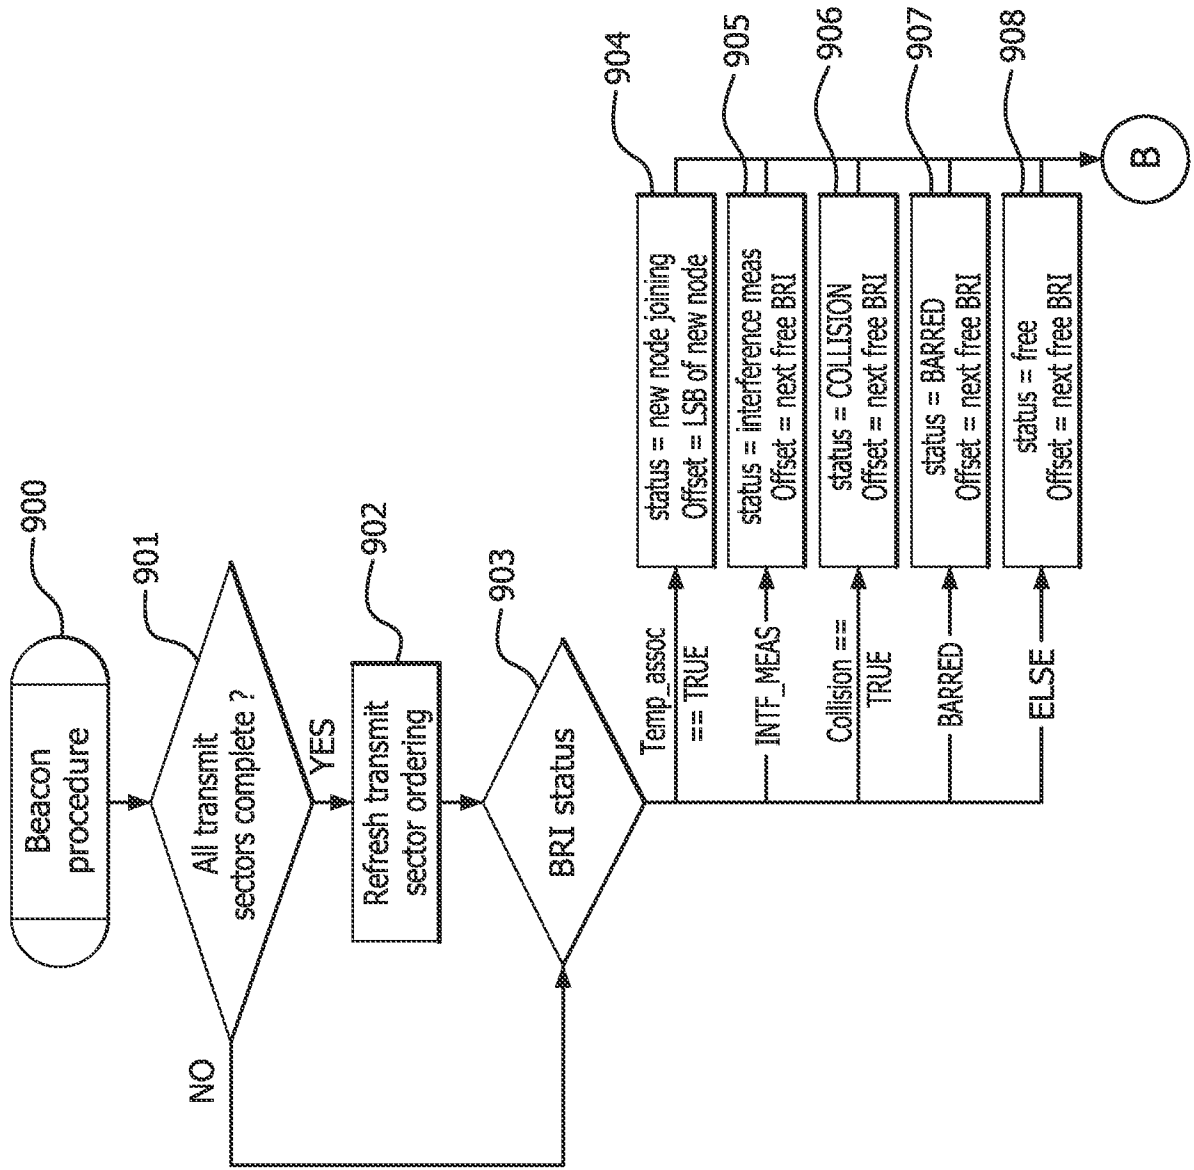 900
Beacon
procedure
901
All transmit
sectors complete ?
NO
YES
902
Refresh transmit
sector ordering
903
BRI status
Temp_assoc
== TRUE
904
status = new node joining
Offset = LSB of new node
INTF_MEAS
905
status = interference meas
Offset = next free BRI
Collision ==
TRUE
906
status = COLLISION
Offset = next free BRI
BARRED
907
status = BARRED
Offset = next free BRI
ELSE
908
status = free
Offset = next free BRI
B